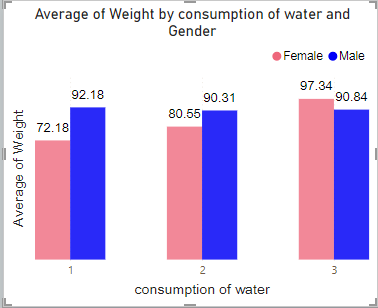 Average of Weight by consumption of water and
Gender
Female Male
97.34
92.18
90.84
90.31
80.55
72.18
Average of Weight
1 2 3
consumption of water